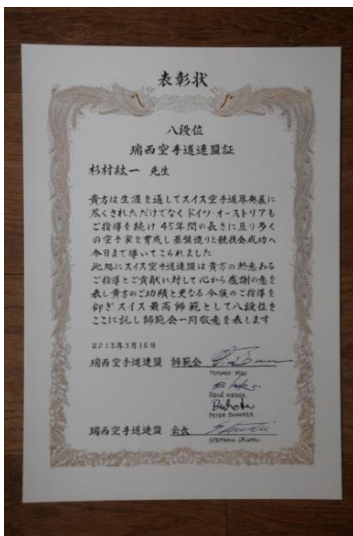 表彰状
八段位
瑞西空手道連盟証
杉村紘一 先生
貴方は生涯を通してスイス空手道界発展に
尽くされただけでなくドイツ・オーストリアも
ご指導を続け45年間の長きに亘り多く
の空手家を育成し基盤造りと競技会成功へ
今日まで導いてこられました
此処にスイス空手道連盟は貴方の熱意ある
ご指導とご貢献に対して心から感謝の意を
表し貴方のご功績と更なる今後のご指導を
仰ぎスイス最高師範として八段位を
ここに記し師範会一同敬意を表します
2013年3月16日
瑞西空手道連盟 師範会
RENÉ WEBER
瑞西空手道連盟 会長
STEPHAN